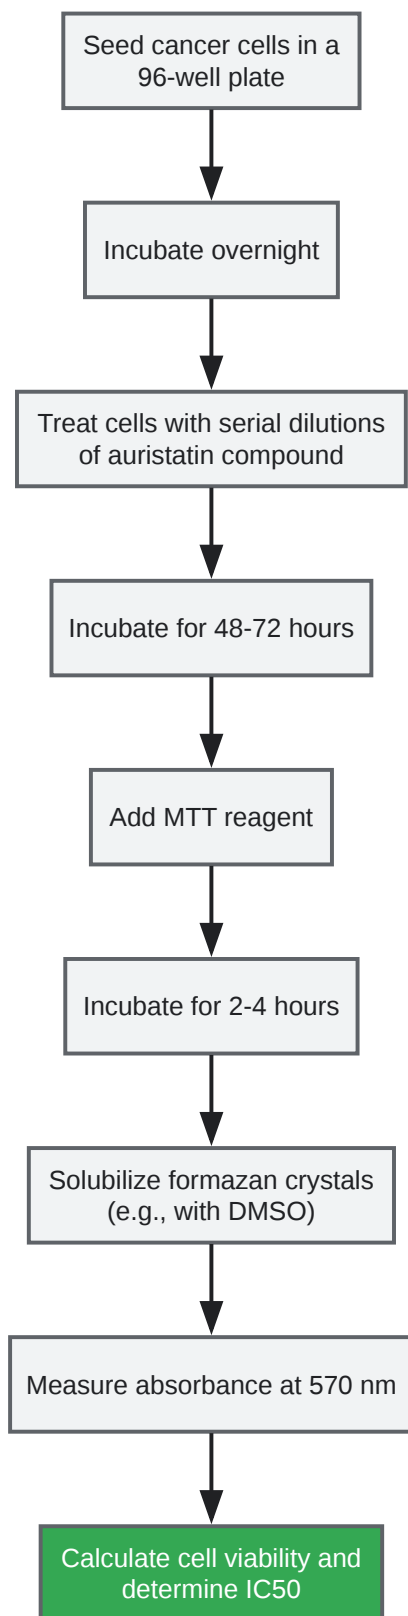 Seed cancer cells in a
96-well plate
Incubate overnight
Treat cells with serial dilutions
of auristatin compound
Incubate for 48-72 hours
Add MTT reagent
Incubate for 2-4 hours
Solubilize formazan crystals
(e.g., with DMSO)
Measure absorbance at 570 nm
Calculate cell viability and
determine IC50